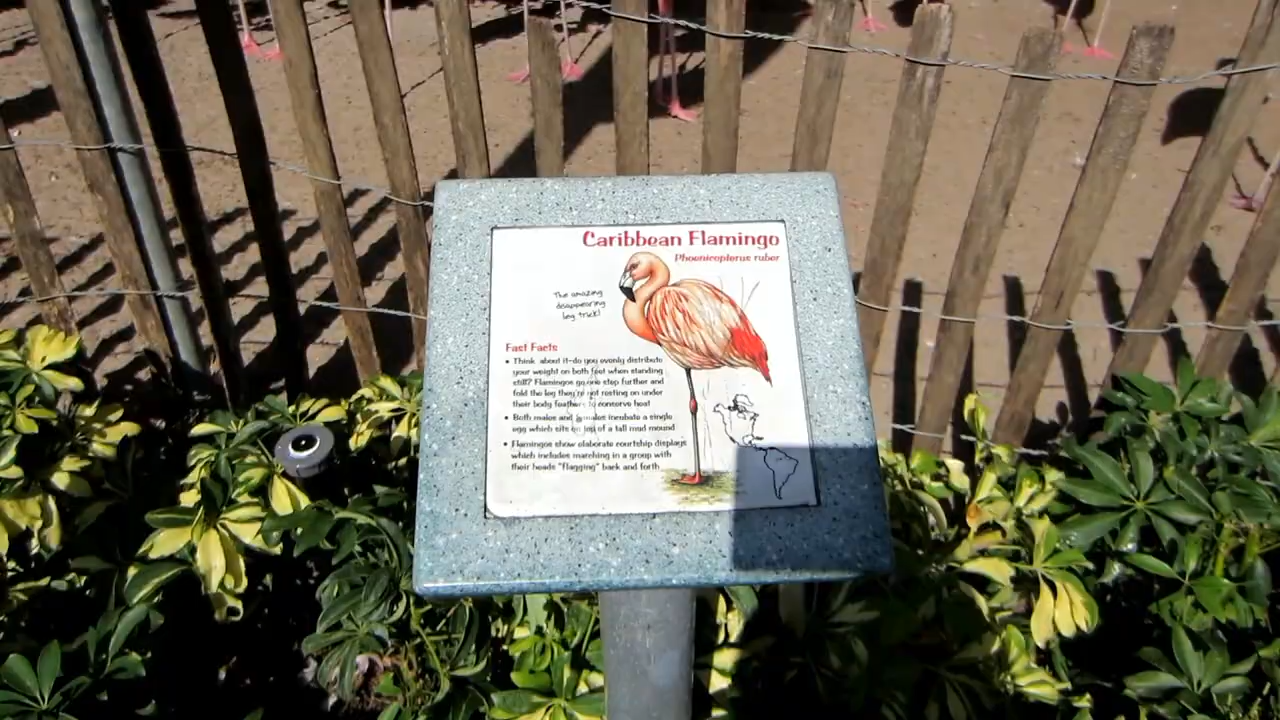 Caribbean Flamingo
Phoenicopterus ruber
The amazing
disappearing
leg trick!
Fast Facts
• Think about it-do you evenly distribute
your weight on both feet when standing
still? Flamingos go one step further and
fold the leg they're not resting on under
their body feathers to conserve heat
• Both males and females incubate a single
egg which sits on top of a tall mud mound
• Flamingos show elaborate courtship displays
which includes marching in a group with
their heads "flagging" back and forth